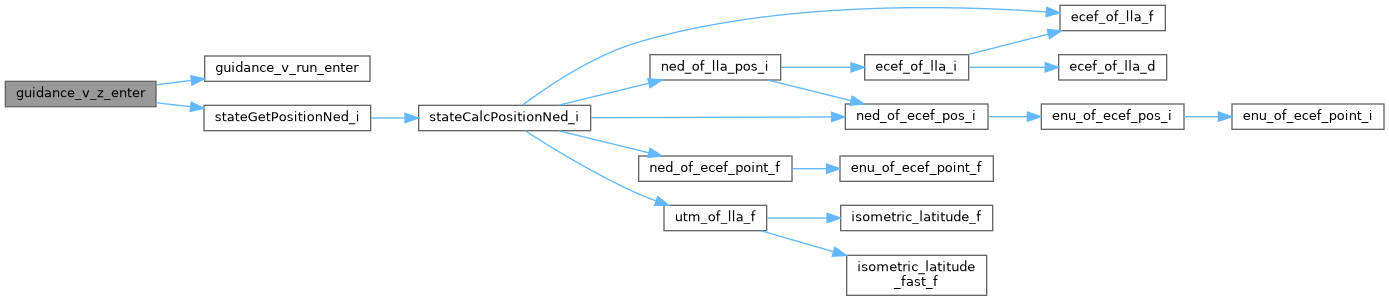 guidance_v_z_enter
guidance_v_run_enter
stateGetPositionNed_i
stateCalcPositionNed_i
ecef_of_lla_f
ned_of_lla_pos_i
ecef_of_lla_i
ecef_of_lla_d
ned_of_ecef_pos_i
enu_of_ecef_pos_i
enu_of_ecef_point_i
ned_of_ecef_point_f
enu_of_ecef_point_f
utm_of_lla_f
isometric_latitude_f
isometric_latitude
_fast_f